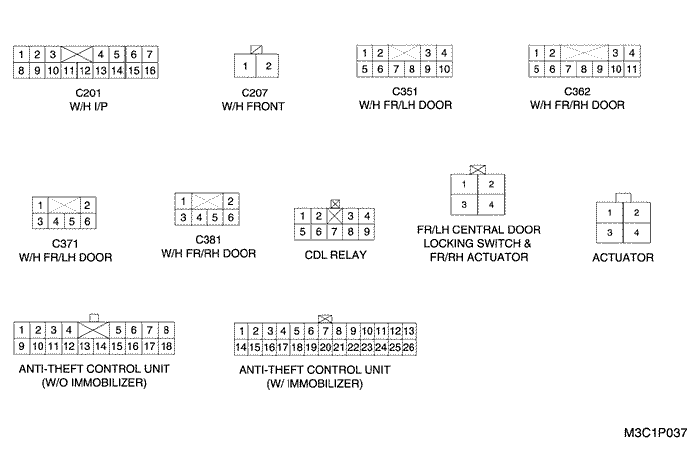 1 2 3 4 5 6 7
8 9 10 11 12 13 14 15 16
C201
W/H I/P
1 2
C207
W/H FRONT
1 2 3 4
5 6 7 8 9 10
C351
W/H FR/LH DOOR
1 2 3 4
5 6 7 8 9 10 11
C362
W/H FR/RH DOOR
1 2
3 4 5 6
C371
W/H FR/LH DOOR
1 2
3 4 5 6
C381
W/H FR/RH DOOR
1 2 3 4
5 6 7 8 9
CDL RELAY
1 2
3 4
FR/LH CENTRAL DOOR
LOCKING SWITCH &
FR/RH ACTUATOR
1 2
3 4
ACTUATOR
1 2 3 4 5 6 7 8
9 10 11 12 13 14 15 16 17 18
ANTI-THEFT CONTROL UNIT
(W/O IMMOBILIZER)
1 2 3 4 5 6 7 8 9 10 11 12 13
14 15 16 17 18 19 20 21 22 23 24 25 26
ANTI-THEFT CONTROL UNIT
(W/ IMMOBILIZER)
M3C1P037